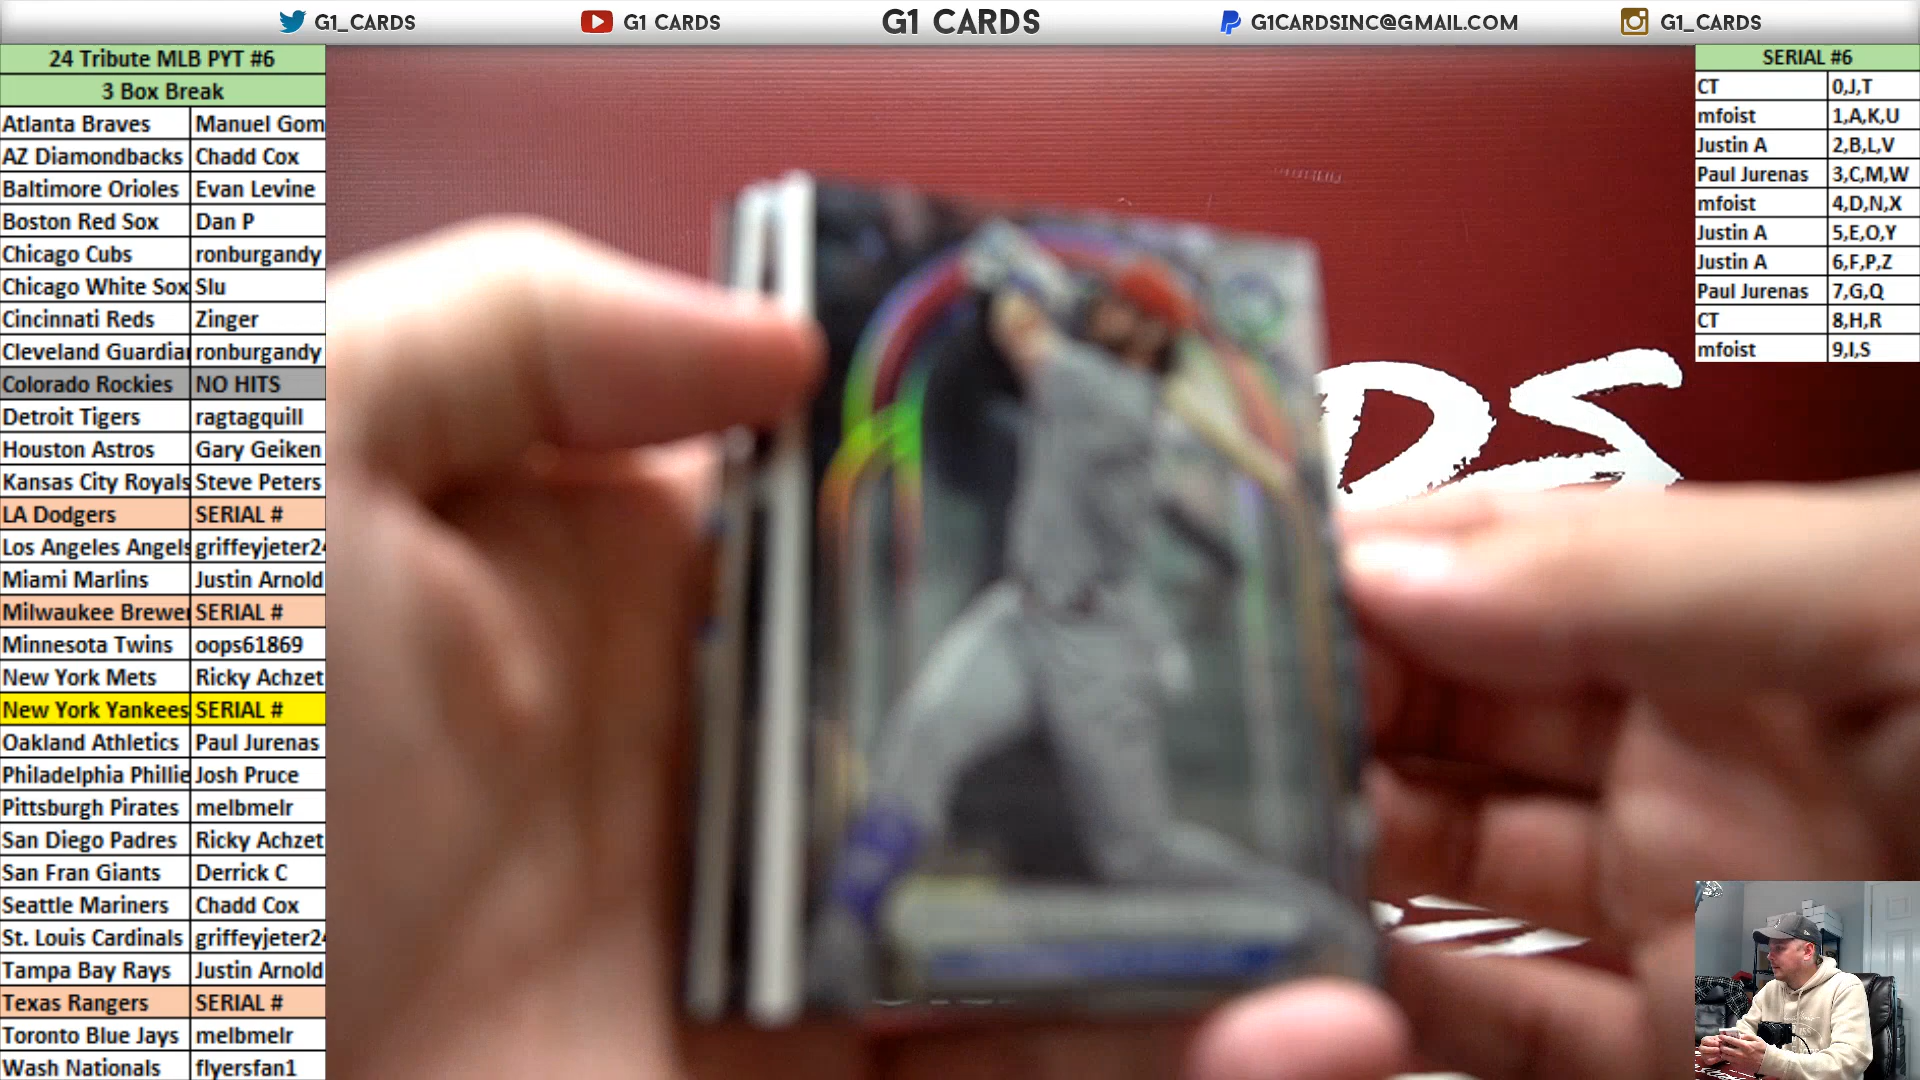 G1_CARDS G1 CARDS G1 CARDS G1CARDSINC@GMAIL.COM G1_CARDS
24 Tribute MLB PYT #6
3 Box Break
Atlanta Braves Manuel Gom
AZ Diamondbacks Chadd Cox
Baltimore Orioles Evan Levine
Boston Red Sox Dan P
Chicago Cubs ronburgandy
Chicago White Sox Slu
Cincinnati Reds Zinger
Cleveland Guardia ronburgandy
Colorado Rockies NO HITS
Detroit Tigers ragtagquill
Houston Astros Gary Geiken
Kansas City Royals Steve Peters
LA Dodgers SERIAL #
Los Angeles Angels griffeyjeter2
Miami Marlins Justin Arnold
Milwaukee Brewe SERIAL #
Minnesota Twins oops61869
New York Mets Ricky Achzet
New York Yankees SERIAL #
Oakland Athletics Paul Jurenas
Philadelphia Phillie Josh Pruce
Pittsburgh Pirates melbmelr
San Diego Padres Ricky Achzet
San Fran Giants Derrick C
Seattle Mariners Chadd Cox
St. Louis Cardinals griffeyjeter2
Tampa Bay Rays Justin Arnold
Texas Rangers SERIAL #
Toronto Blue Jays melbmelr
Wash Nationals flyersfan1
SERIAL #6
CT 0,J,T
mfoist 1,A,K,U
Justin A 2,B,L,V
Paul Jurenas 3,C,M,W
mfoist 4,D,N,X
Justin A 5,E,O,Y
Justin A 6,F,P,Z
Paul Jurenas 7,G,Q
CT 8,H,R
mfoist 9,I,S
DS